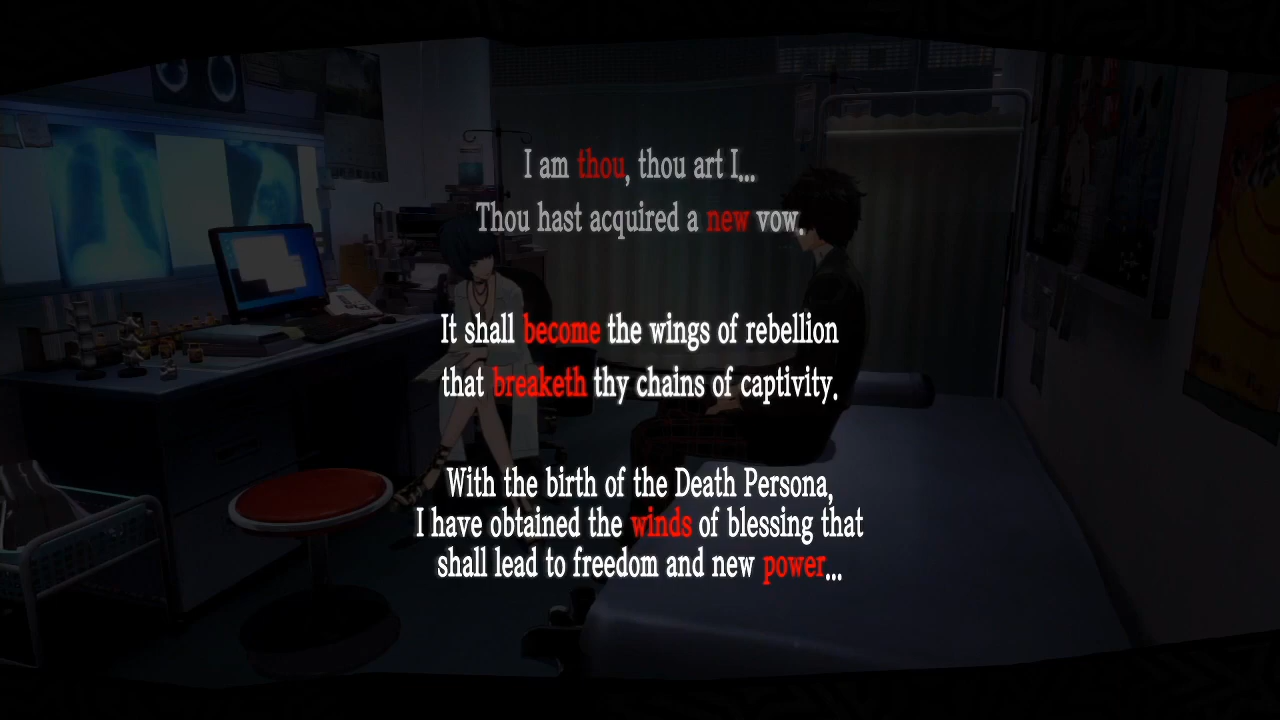 I am thou, thou art I...
Thou hast acquired a new vow.
It shall become the wings of rebellion
that breaketh thy chains of captivity.
With the birth of the Death Persona,
I have obtained the winds of blessing that
shall lead to freedom and new power...